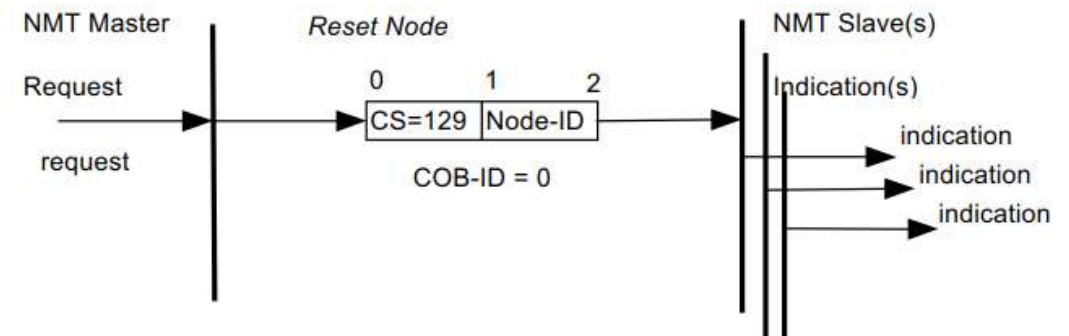 NMT Master
Reset Node
NMT Slave(s)
Request
0
1
2
Indication(s)
CS=129
Node-ID
request
indication
COB-ID = 0
indication
indication